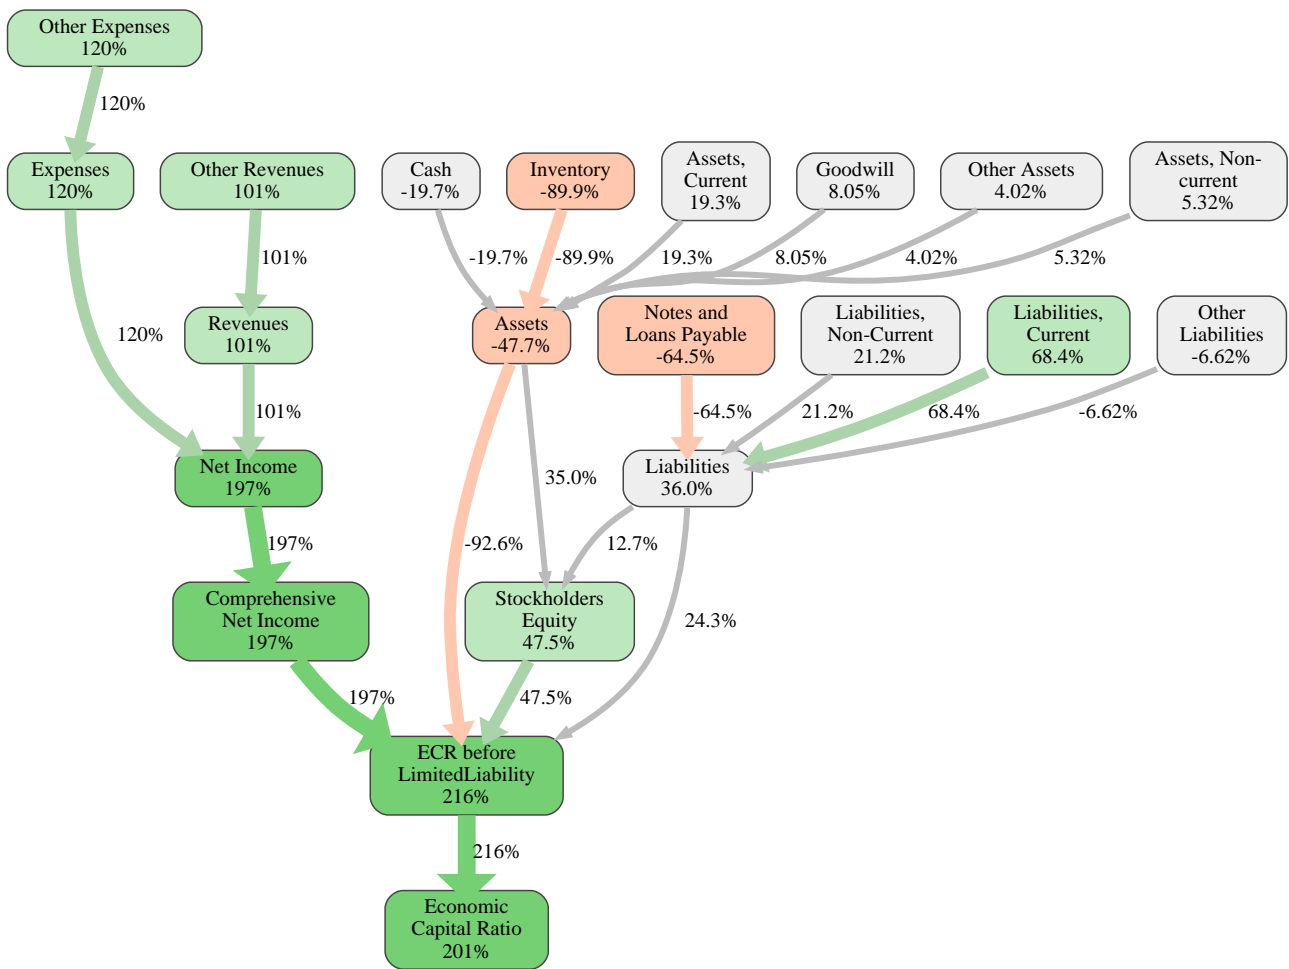 Other Expenses
120%
120%
Expenses
120%
Other Revenues
101%
Cash
-19.7%
Inventory
-89.9%
Assets,
Current
19.3%
Goodwill
8.05%
Other Assets
4.02%
Assets, Non-
current
5.32%
101%
-19.7%
-89.9%
19.3%
8.05%
4.02%
5.32%
120%
Revenues
101%
Assets
-47.7%
Notes and
Loans Payable
-64.5%
Liabilities,
Non-Current
21.2%
Liabilities,
Current
68.4%
Other
Liabilities
-6.62%
101%
-64.5%
21.2%
68.4%
-6.62%
Net Income
197%
35.0%
Liabilities
36.0%
197%
-92.6%
12.7%
Comprehensive
Net Income
197%
Stockholders
Equity
47.5%
24.3%
197%
47.5%
ECR before
LimitedLiability
216%
216%
Economic
Capital Ratio
201%